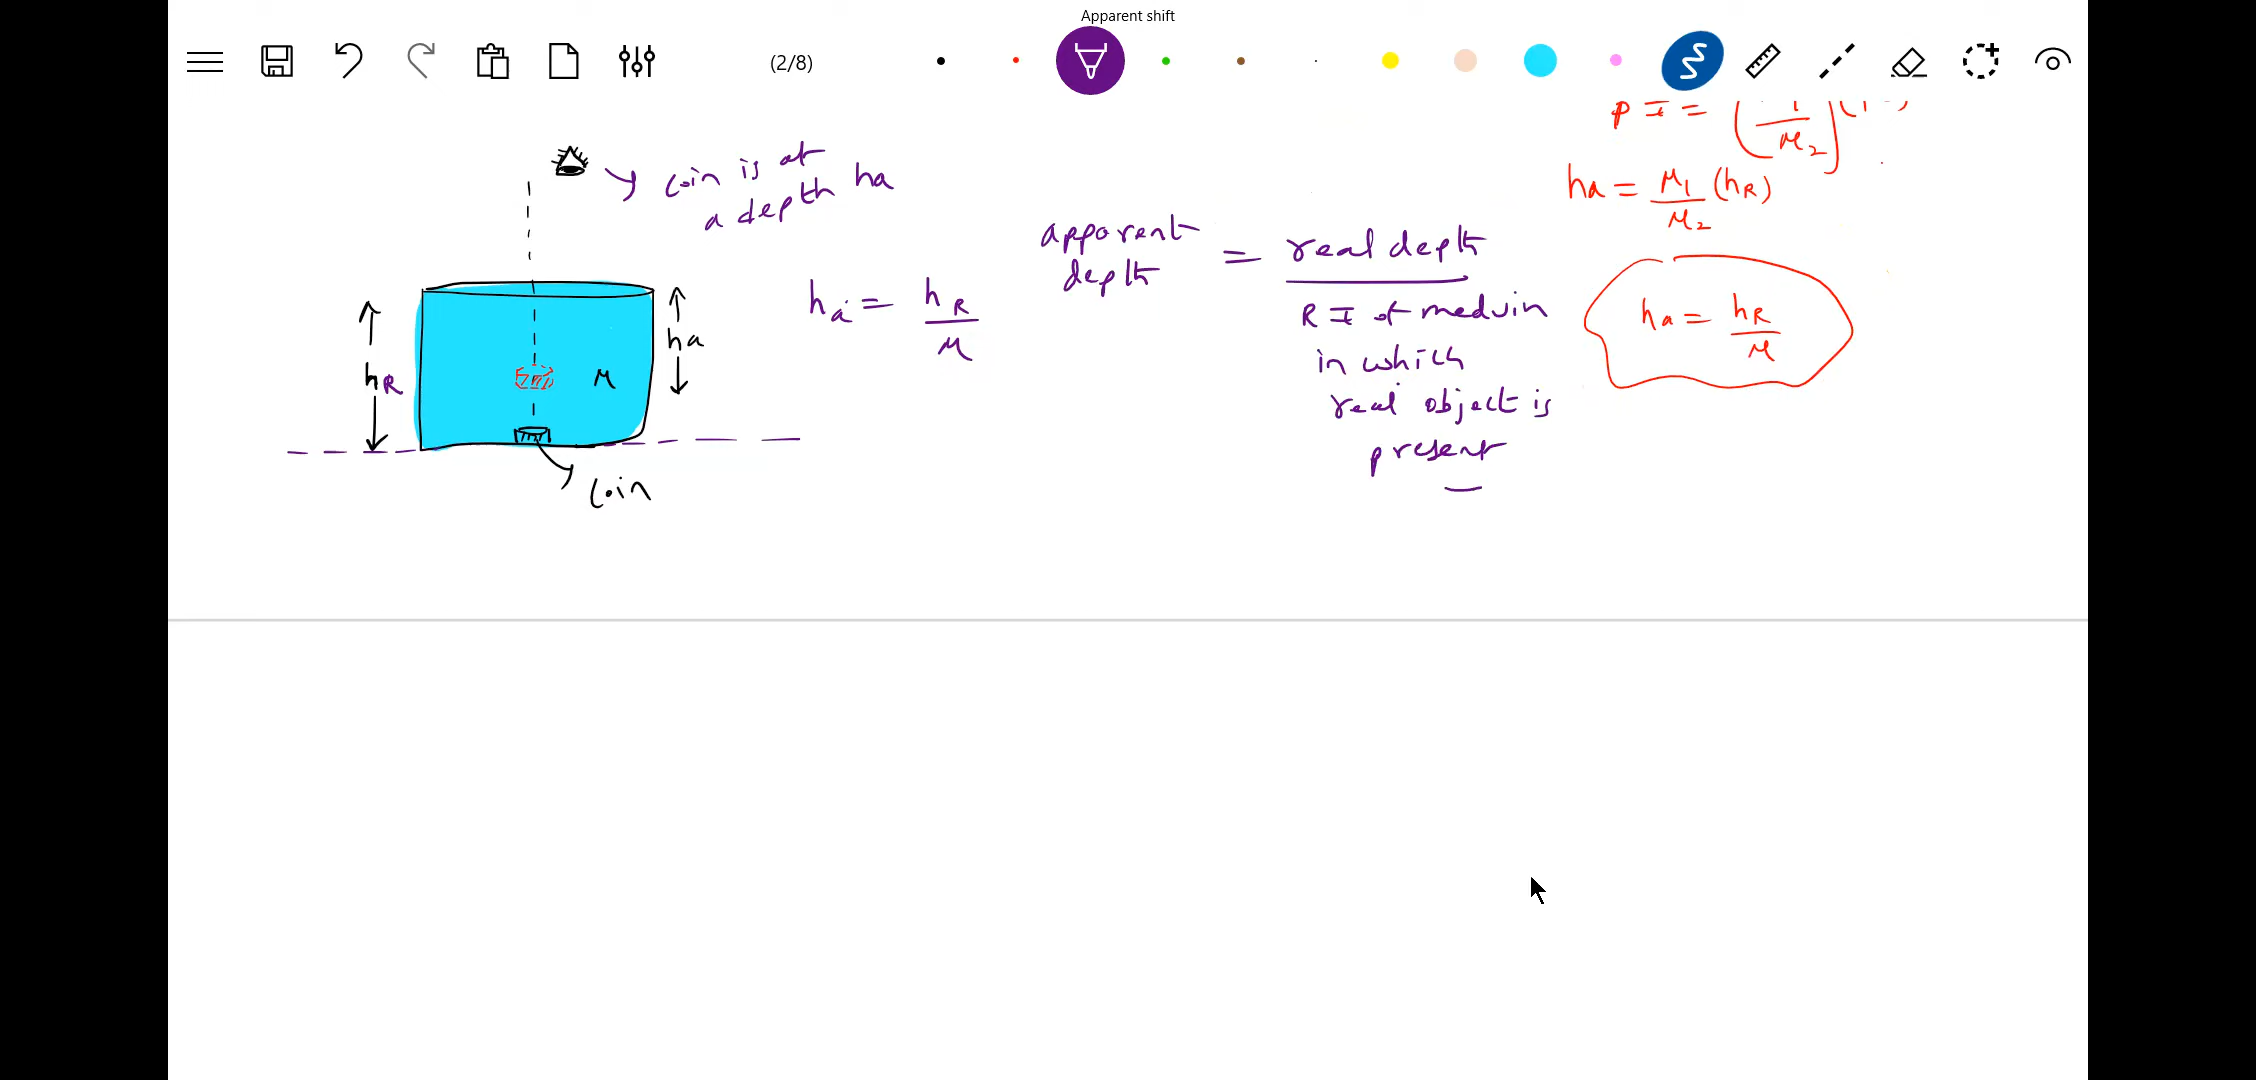 Apparent shift
(2/8)
coin is at
a depth ha
hR
ha
μ
coin
ha = hR/μ
apparent depth = real depth
R I of medium
in which
real object is
present
ha = μ1/μ2 (hR)
ha = hR/μ